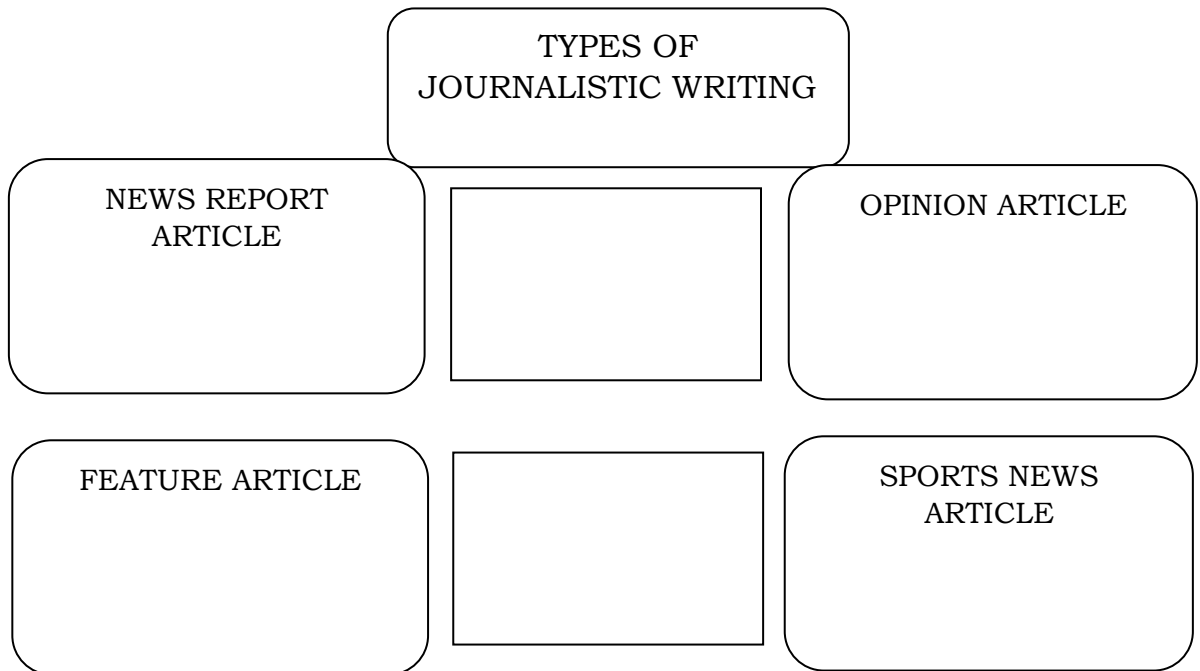 TYPES OF
JOURNALISTIC WRITING
NEWS REPORT
ARTICLE
OPINION ARTICLE
FEATURE ARTICLE
SPORTS NEWS
ARTICLE